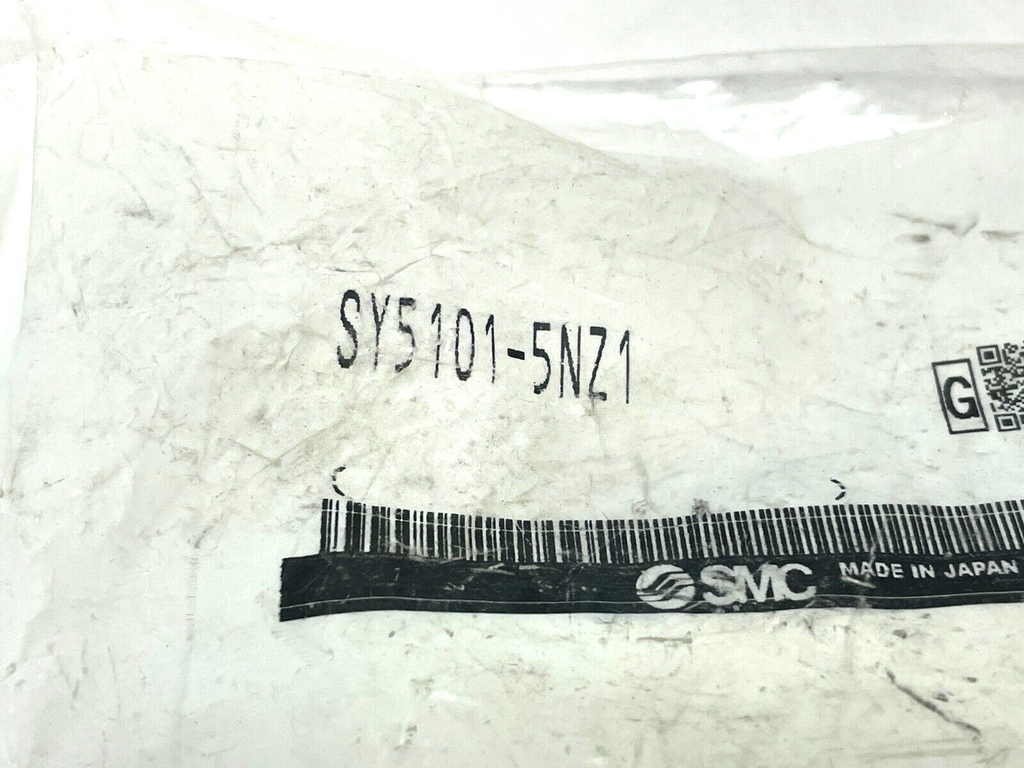 SY5101-5NZ1
G
( )
SMC MADE IN JAPAN